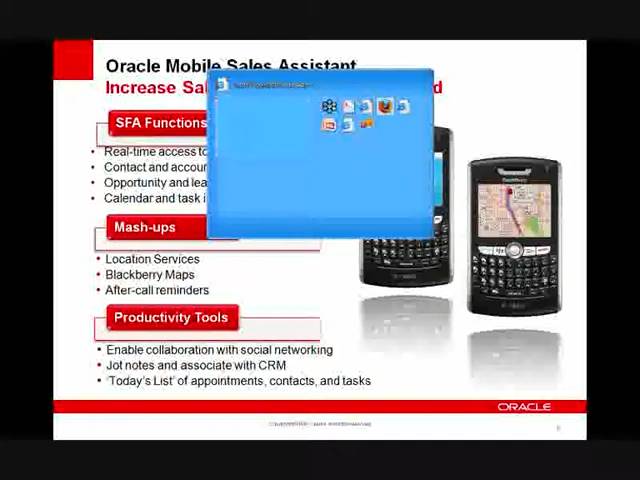 Oracle Mobile Sales Assistant
Increase Sal d
SFA Functions
• Real-time access to
• Contact and accou
• Opportunity and lea
• Calendar and task i
Mash-ups
• Location Services
• Blackberry Maps
• After-call reminders
Productivity Tools
• Enable collaboration with social networking
• Jot notes and associate with CRM
• 'Today's List' of appointments, contacts, and tasks
ORACLE